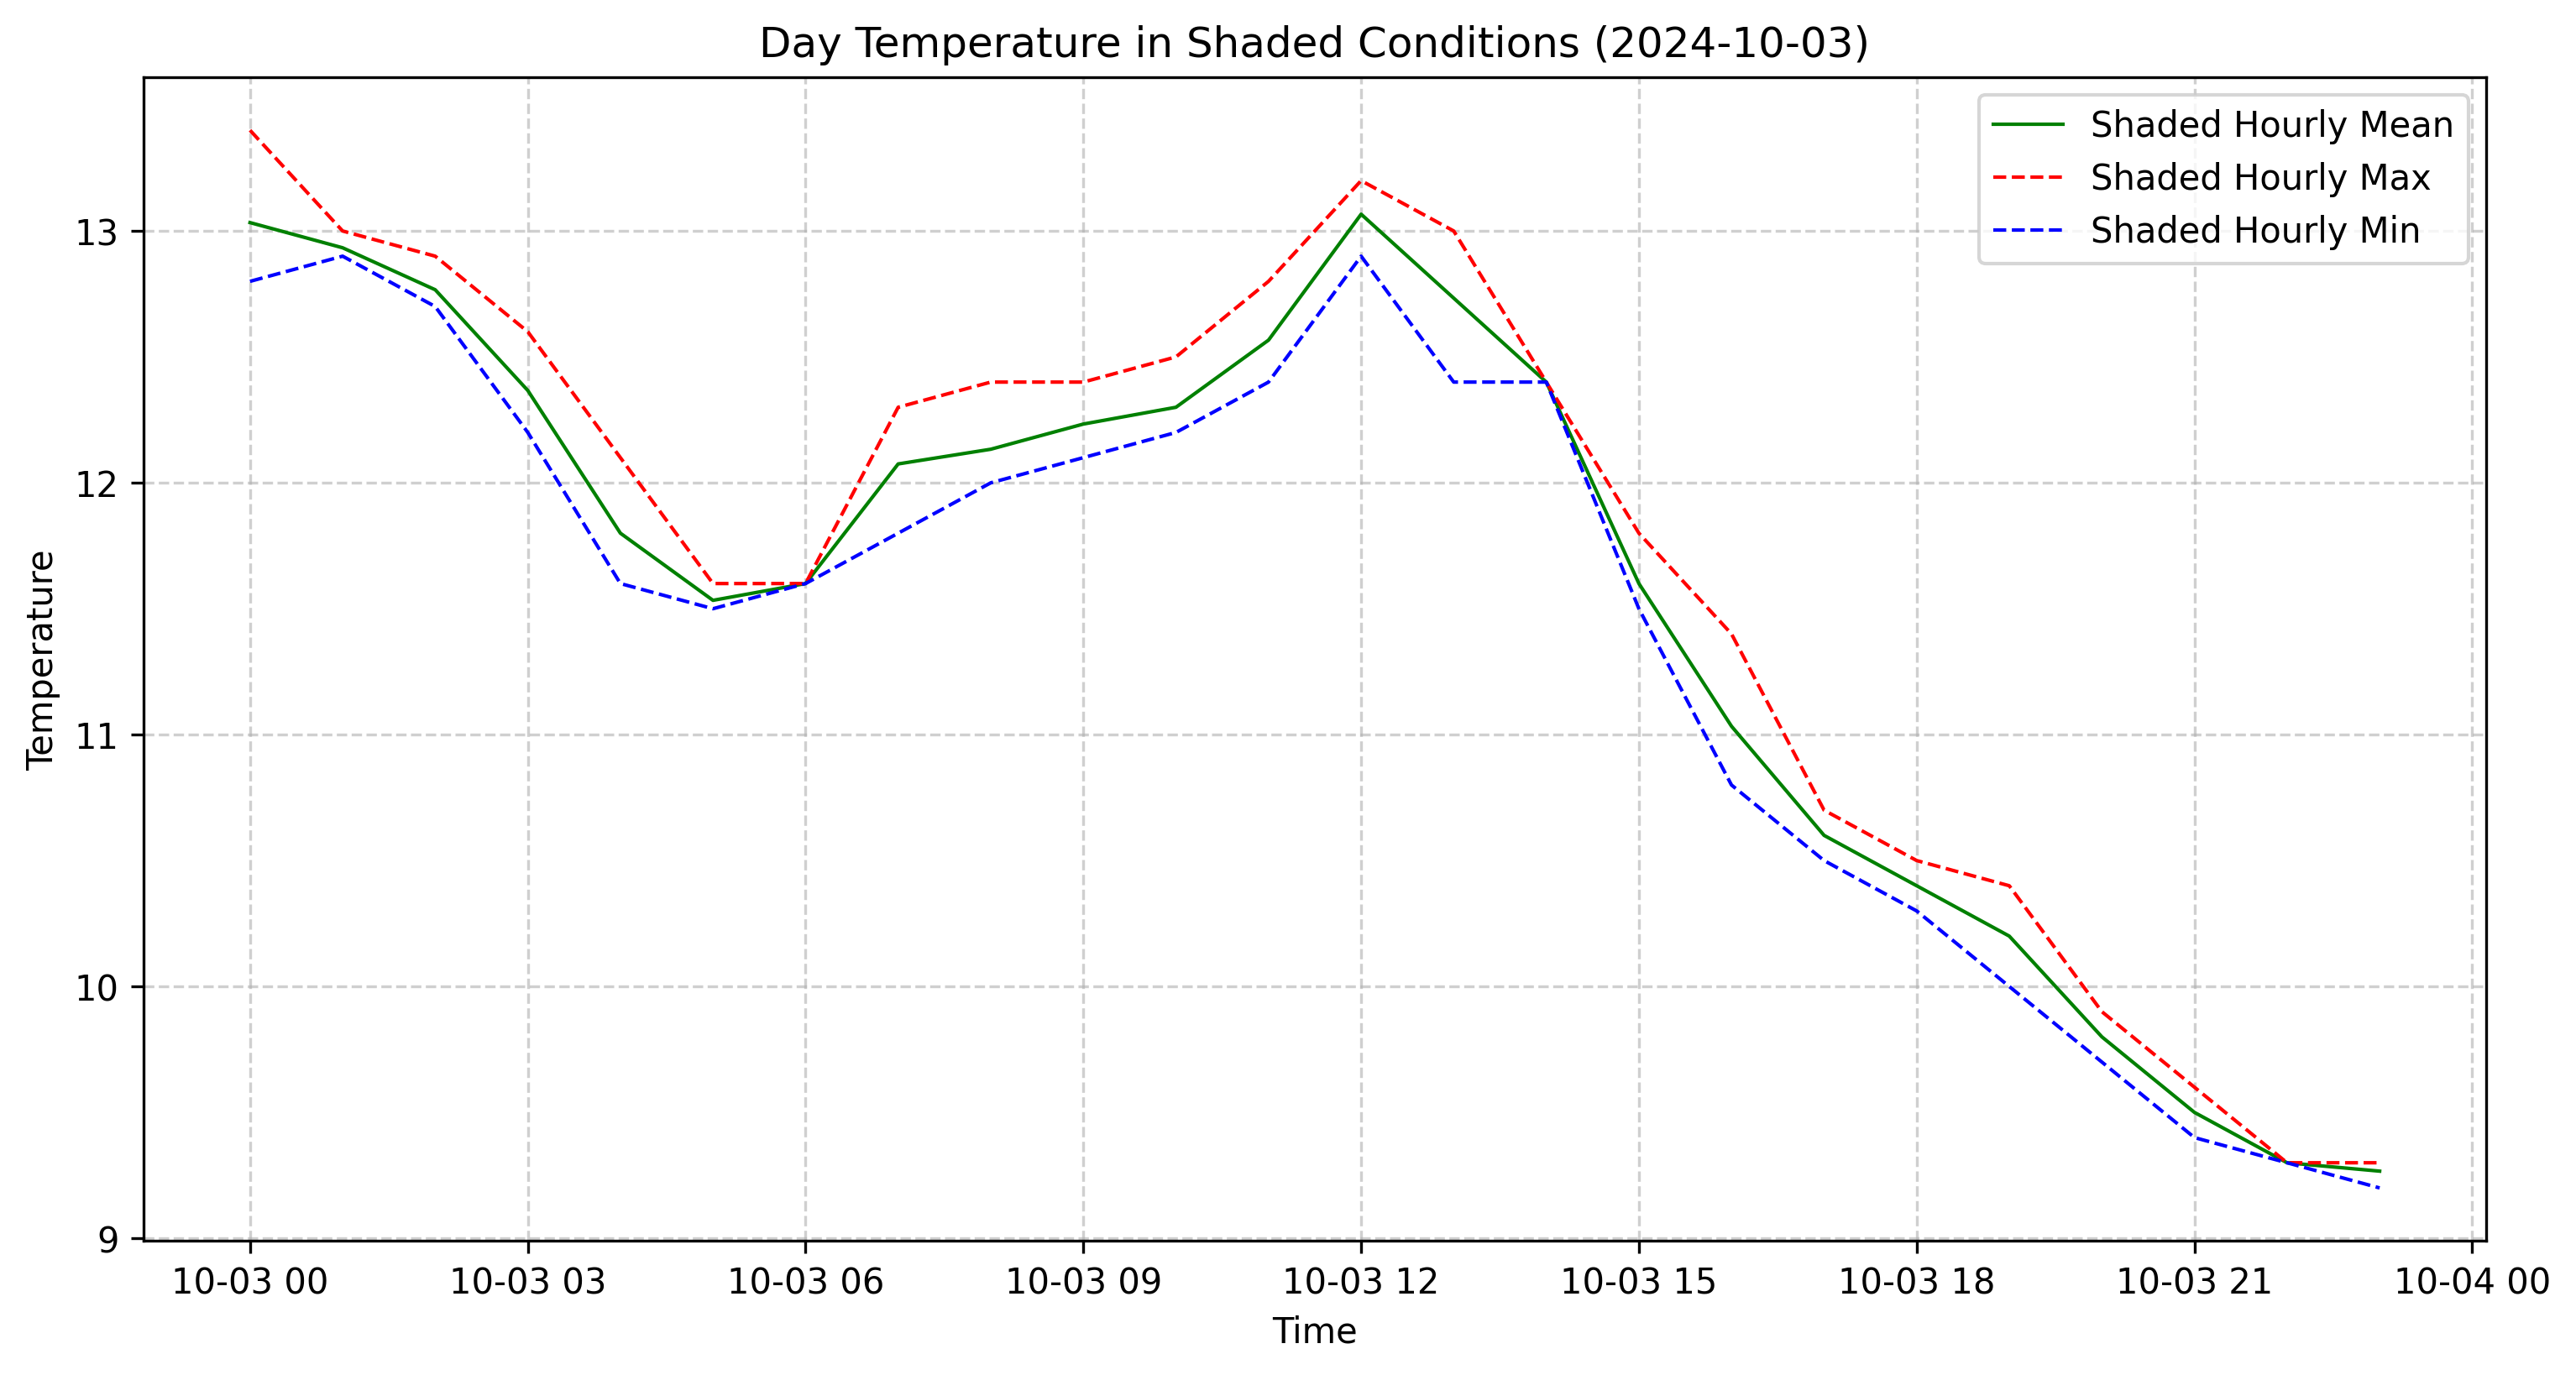 Day Temperature in Shaded Conditions (2024-10-03)
Shaded Hourly Mean
Shaded Hourly Max
Shaded Hourly Min
Temperature
13
12
11
10
9
10-03 00 10-03 03 10-03 06 10-03 09 10-03 12 10-03 15 10-03 18 10-03 21 10-04 00
Time